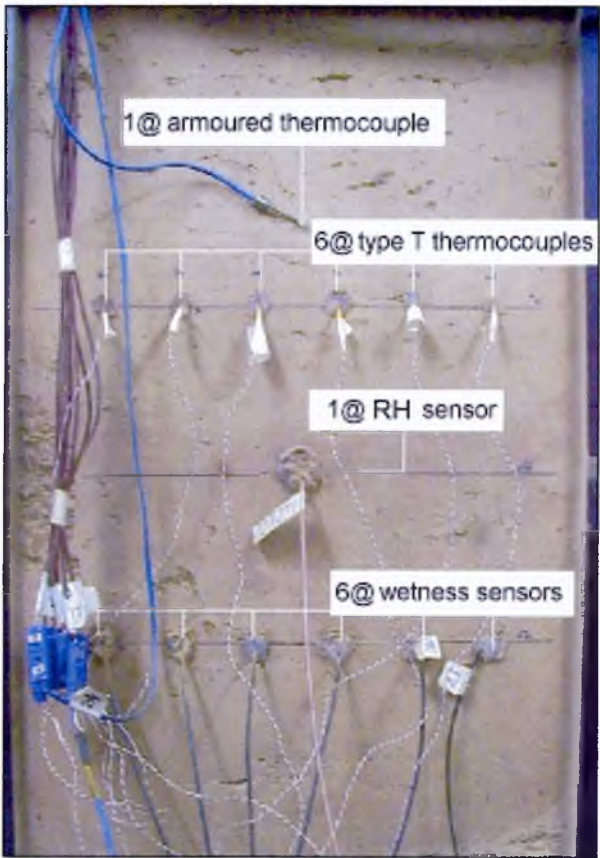 1@ armoured thermocouple
6@ type T thermocouples
1@ RH sensor
6@ wetness sensors